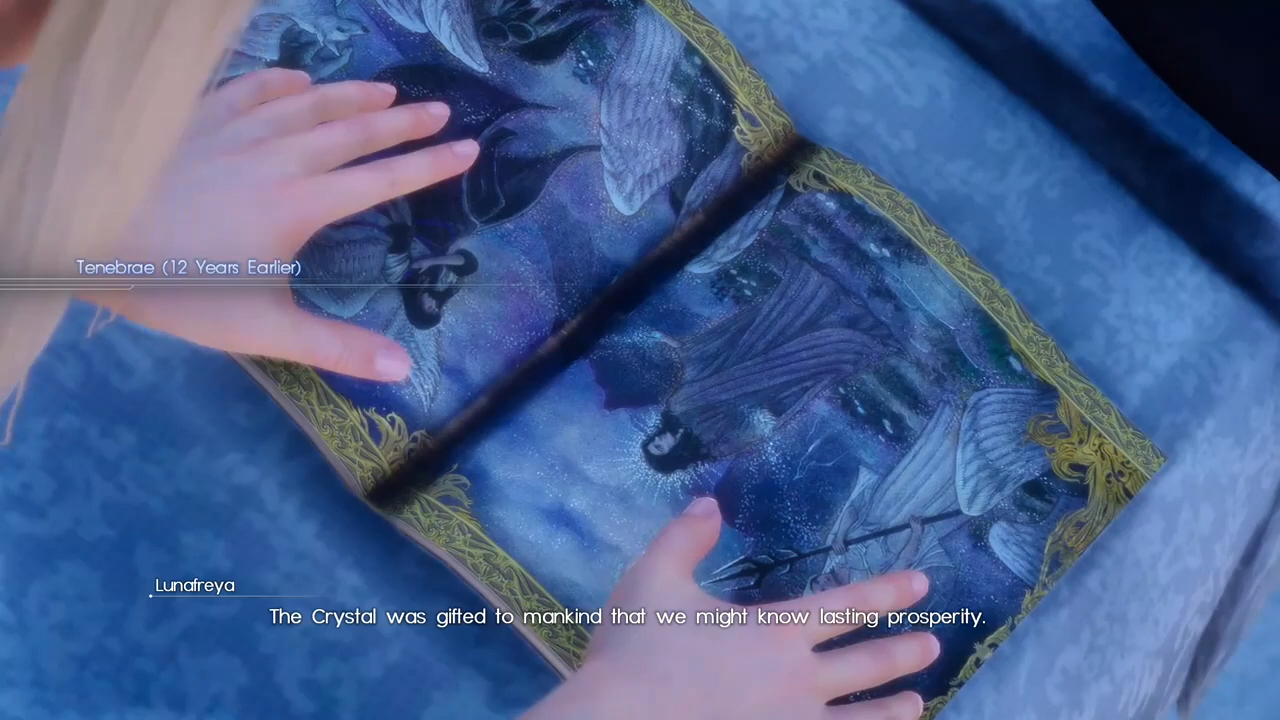 Tenebrae (12 Years Earlier)
Lunafreya
The Crystal was gifted to mankind that we might know lasting prosperity.